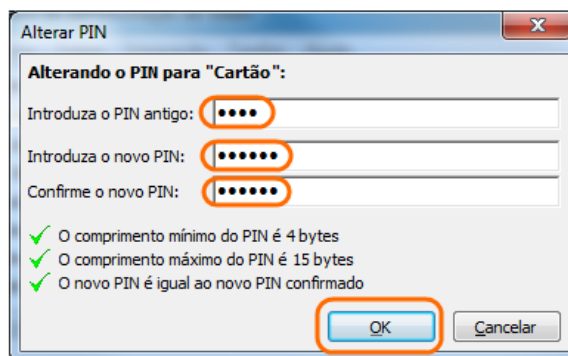 Alterar PIN
Alterando o PIN para "Cartão":
Introduza o PIN antigo: ••••
Introduza o novo PIN: ••••••
Confirme o novo PIN: ••••••
O comprimento mínimo do PIN é 4 bytes
O comprimento máximo do PIN é 15 bytes
O novo PIN é igual ao novo PIN confirmado
OK Cancelar